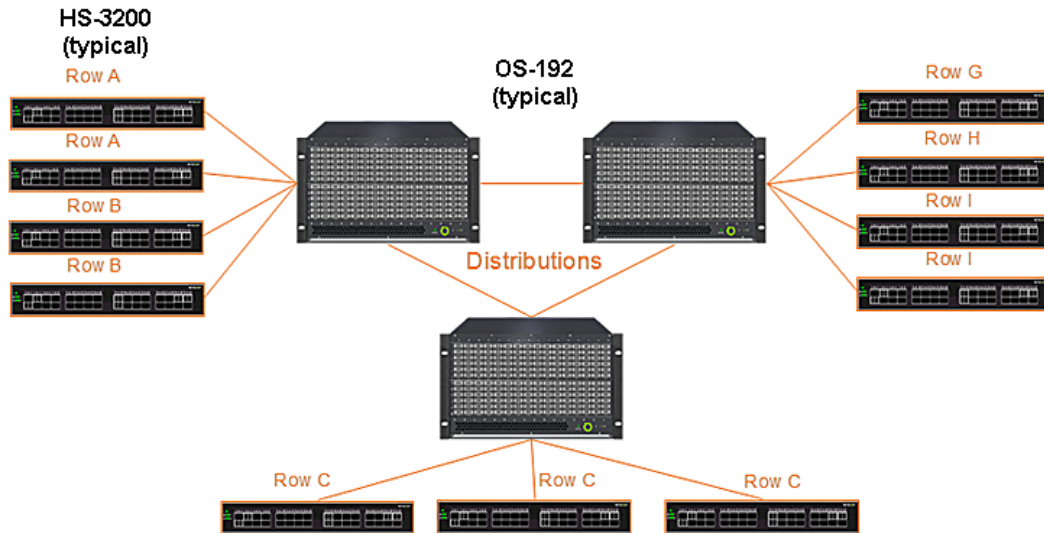 HS-3200
(typical)
Row A
Row A
Row B
Row B
OS-192
(typical)
Row G
Row H
Row I
Row I
Distributions
Row C
Row C
Row C